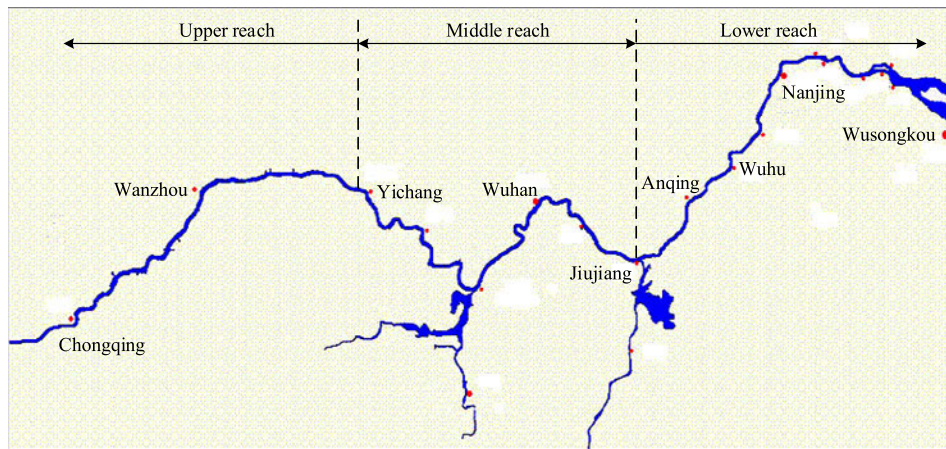 Upper reach
Middle reach
Lower reach
Nanjing
Wusongkou
Wanzhou
Yichang
Wuhan
Anqing
Wuhu
Jiujiang
Chongqing